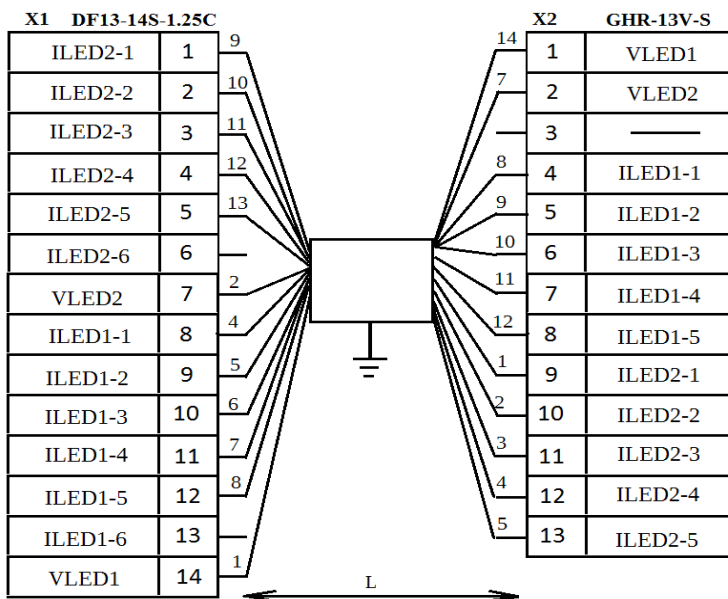 X1 DF13-14S-1.25C
ILED2-1 1 9
ILED2-2 2 10
ILED2-3 3 11
ILED2-4 4 12
ILED2-5 5 13
ILED2-6 6
VLED2 7 2
ILED1-1 8 4
ILED1-2 9 5
ILED1-3 10 6
ILED1-4 11 7
ILED1-5 12 8
ILED1-6 13
VLED1 14 1
X2 GHR-13V-S
14 1 VLED1
7 2 VLED2
3
8 4 ILED1-1
9 5 ILED1-2
10 6 ILED1-3
11 7 ILED1-4
12 8 ILED1-5
1 9 ILED2-1
2 10 ILED2-2
3 11 ILED2-3
4 12 ILED2-4
5 13 ILED2-5
L